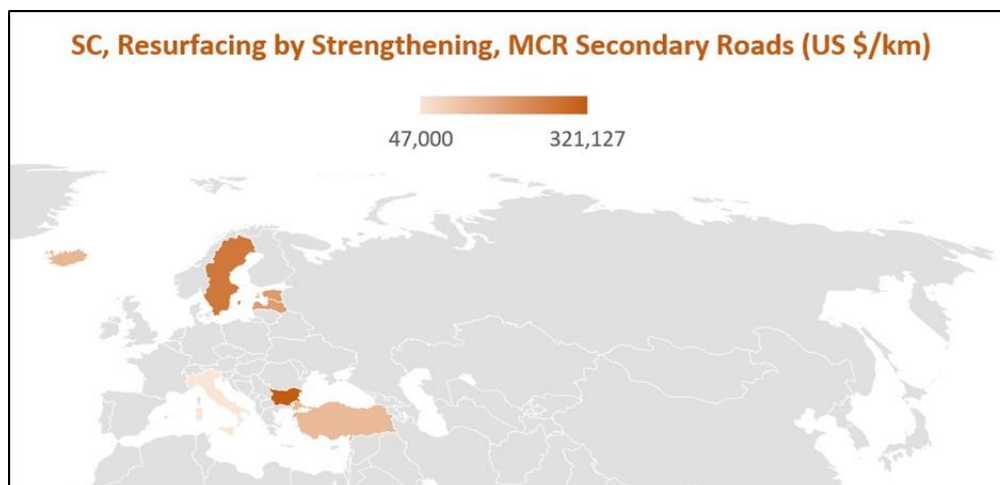 SC, Resurfacing by Strengthening, MCR Secondary Roads (US $/km)
47,000 321,127